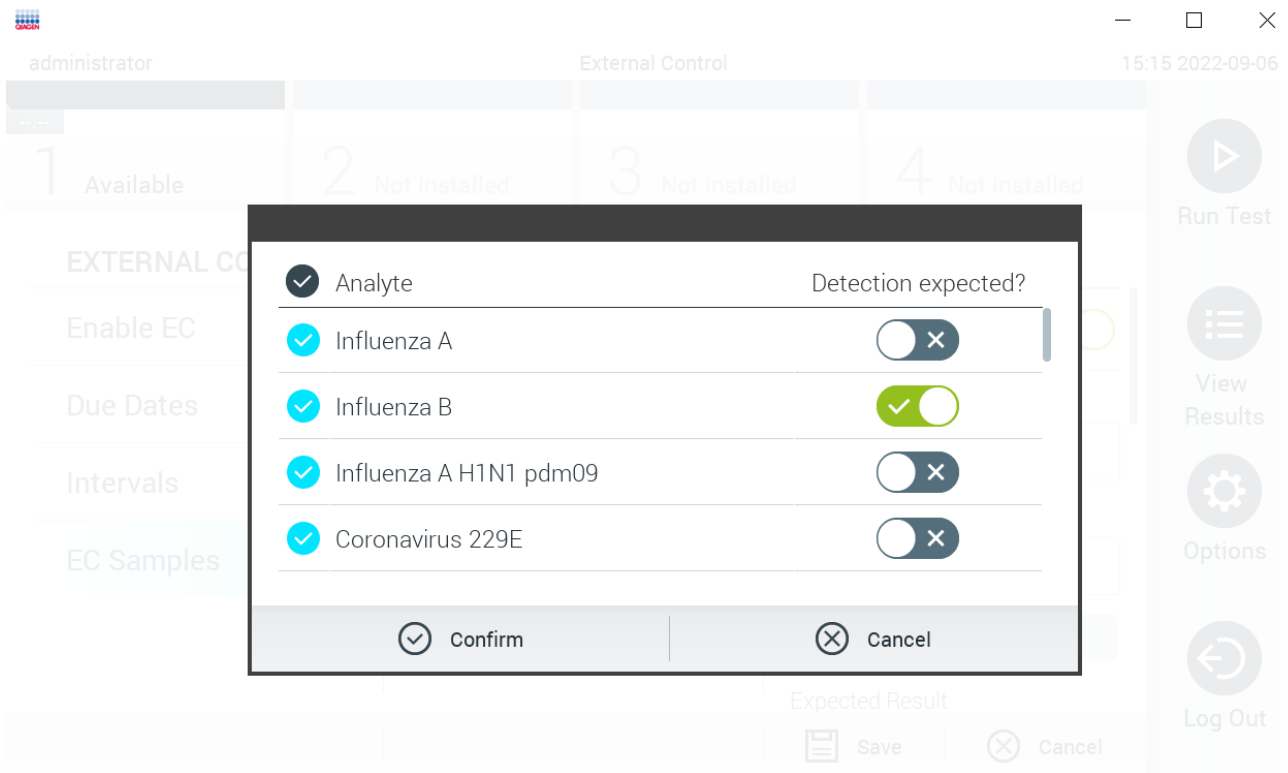 QIAGEN
administrator External Control 15:15 2022-09-06
--:--
1 Available 2 Not installed 3 Not installed 4 Not installed
Run Test
EXTERNAL CO
Analyte Detection expected?
Enable EC
Influenza A
View
Results
Due Dates
Influenza B
Intervals
Influenza A H1N1 pdm09
Options
EC Samples
Coronavirus 229E
Confirm Cancel
Expected Result
Log Out
Save Cancel